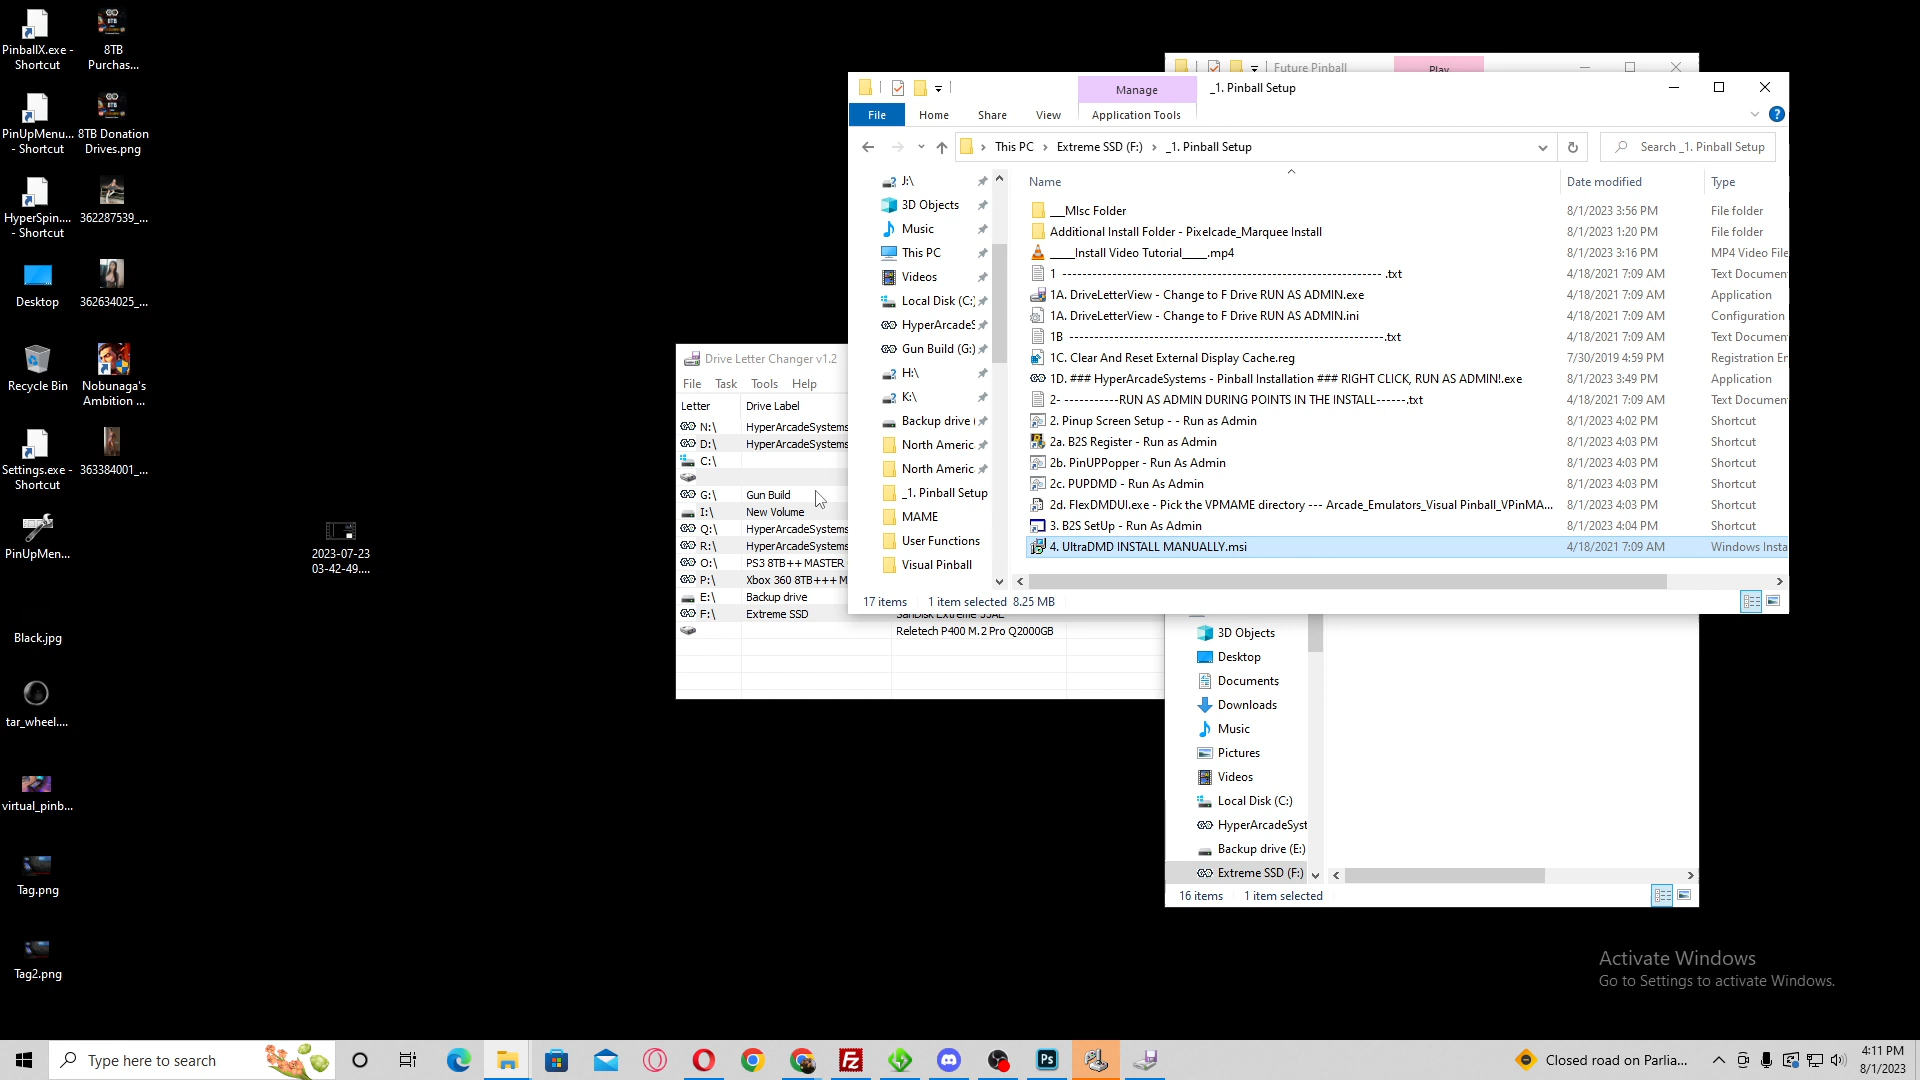 PinballX.exe - Shortcut
8TB Purchas...
PinUpMenu... - Shortcut
8TB Donation Drives.png
HyperSpin.... - Shortcut
362287539_...
Desktop
362634025_...
Recycle Bin
Nobunaga's Ambition ...
Settings.exe - Shortcut
363384001_...
PinUpMen...
2023-07-23 03-42-49....
Black.jpg
tar_wheel....
virtual_pinb...
Tag.png
Tag2.png
Future Pinball
Play
Manage
_1. Pinball Setup
File
Home
Share
View
Application Tools
This PC
Extreme SSD (F:)
_1. Pinball Setup
Search _1. Pinball Setup
J:\
3D Objects
Music
This PC
Videos
Local Disk (C:)
HyperArcadeS
Gun Build (G:)
H:\
K:\
Backup drive (
North Americ
North Americ
_1. Pinball Setup
MAME
User Functions
Visual Pinball
Name
Date modified
Type
__MIsc Folder 8/1/2023 3:56 PM File folder
Additional Install Folder - Pixelcade_Marquee Install 8/1/2023 1:20 PM File folder
____Install Video Tutorial____.mp4 8/1/2023 3:16 PM MP4 Video File
1 ----------------------------------------------------------------- .txt 4/18/2021 7:09 AM Text Documen
1A. DriveLetterView - Change to F Drive RUN AS ADMIN.exe 4/18/2021 7:09 AM Application
1A. DriveLetterView - Change to F Drive RUN AS ADMIN.ini 4/18/2021 7:09 AM Configuration
1B ----------------------------------------------------------------.txt 4/18/2021 7:09 AM Text Documen
1C. Clear And Reset External Display Cache.reg 7/30/2019 4:59 PM Registration Er
1D. ### HyperArcadeSystems - Pinball Installation ### RIGHT CLICK, RUN AS ADMIN!.exe 8/1/2023 3:49 PM Application
2- -----------RUN AS ADMIN DURING POINTS IN THE INSTALL------.txt 4/18/2021 7:09 AM Text Documen
2. Pinup Screen Setup - - Run as Admin 8/1/2023 4:02 PM Shortcut
2a. B2S Register - Run as Admin 8/1/2023 4:03 PM Shortcut
2b. PinUPPopper - Run As Admin 8/1/2023 4:03 PM Shortcut
2c. PUPDMD - Run As Admin 8/1/2023 4:03 PM Shortcut
2d. FlexDMDUI.exe - Pick the VPMAME directory --- Arcade_Emulators_Visual Pinball_VPinMA... 8/1/2023 4:03 PM Shortcut
3. B2S SetUp - Run As Admin 8/1/2023 4:04 PM Shortcut
4. UltraDMD INSTALL MANUALLY.msi 4/18/2021 7:09 AM Windows Insta
17 items 1 item selected 8.25 MB
Drive Letter Changer v1.2
File Task Tools Help
Letter Drive Label
N:\ HyperArcadeSystems
D:\ HyperArcadeSystems
C:\
G:\ Gun Build
I:\ New Volume
Q:\ HyperArcadeSystems
R:\ HyperArcadeSystems
O:\ PS3 8TB++ MASTER
P:\ Xbox 360 8TB+++ M
E:\ Backup drive
F:\ Extreme SSD SanDisk Extreme 55AE
Reletech P400 M.2 Pro Q2000GB
3D Objects
Desktop
Documents
Downloads
Music
Pictures
Videos
Local Disk (C:)
HyperArcadeSyst
Backup drive (E:)
Extreme SSD (F:)
16 items 1 item selected
Activate Windows
Go to Settings to activate Windows.
Type here to search
Closed road on Parlia...
4:11 PM
8/1/2023